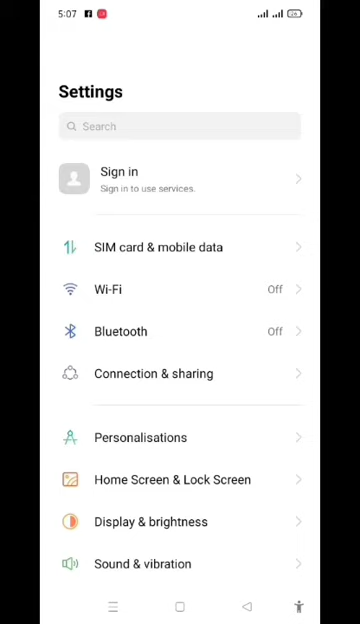 5:07
Settings
Search
Sign in
Sign in to use services.
SIM card & mobile data
Wi-Fi Off
Bluetooth Off
Connection & sharing
Personalisations
Home Screen & Lock Screen
Display & brightness
Sound & vibration